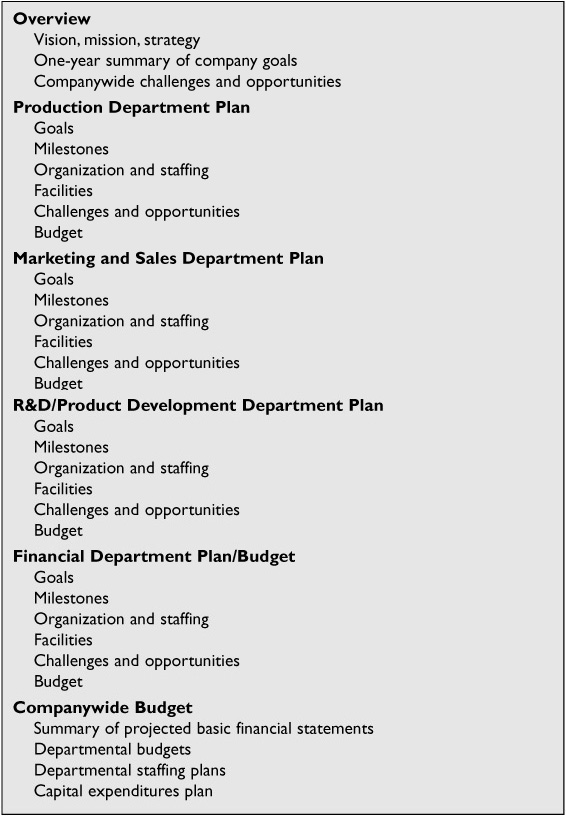 Overview
Vision, mission, strategy
One-year summary of company goals
Companywide challenges and opportunities
Production Department Plan
Goals
Milestones
Organization and staffing
Facilities
Challenges and opportunities
Budget
Marketing and Sales Department Plan
Goals
Milestones
Organization and staffing
Facilities
Challenges and opportunities
Budget
R&D/Product Development Department Plan
Goals
Milestones
Organization and staffing
Facilities
Challenges and opportunities
Budget
Financial Department Plan/Budget
Goals
Milestones
Organization and staffing
Facilities
Challenges and opportunities
Budget
Companywide Budget
Summary of projected basic financial statements
Departmental budgets
Departmental staffing plans
Capital expenditures plan